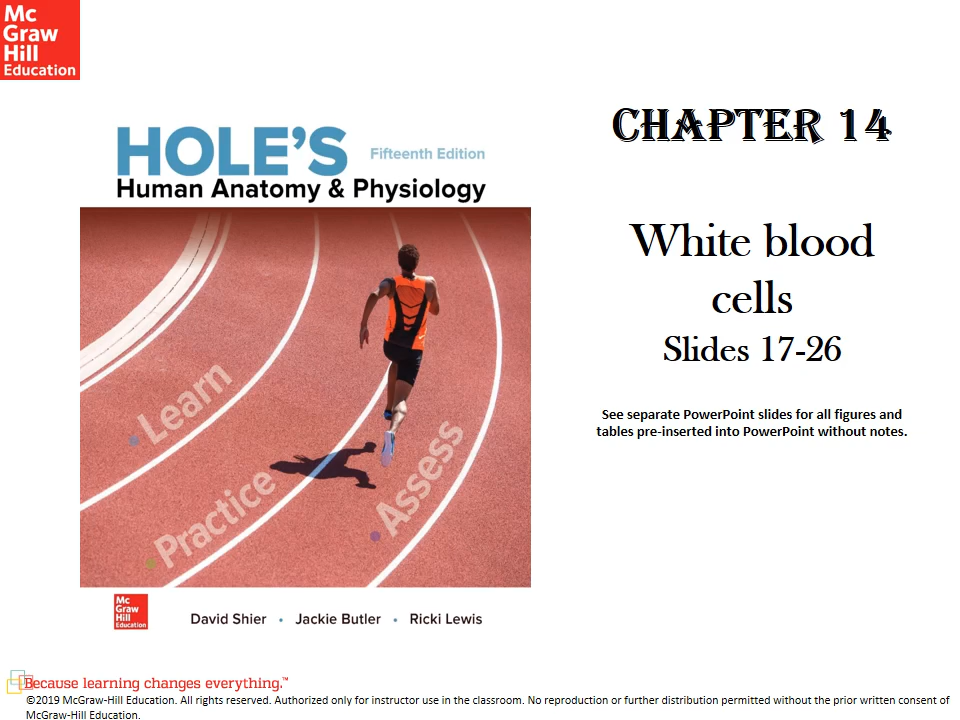 Mc
Graw
Hill
Education
CHAPTER 14
HOLE'S
Fifteenth Edition
Human Anatomy & Physiology
White blood
cells
Slides 17-26
See separate PowerPoint slides for all figures and
tables pre-inserted into PowerPoint without notes.
Learn
Practice
Assess
Mc
Graw
Hill
Education
David Shier • Jackie Butler • Ricki Lewis
Because learning changes everything.™
©2019 McGraw-Hill Education. All rights reserved. Authorized only for instructor use in the classroom. No reproduction or further distribution permitted without the prior written consent of
McGraw-Hill Education.